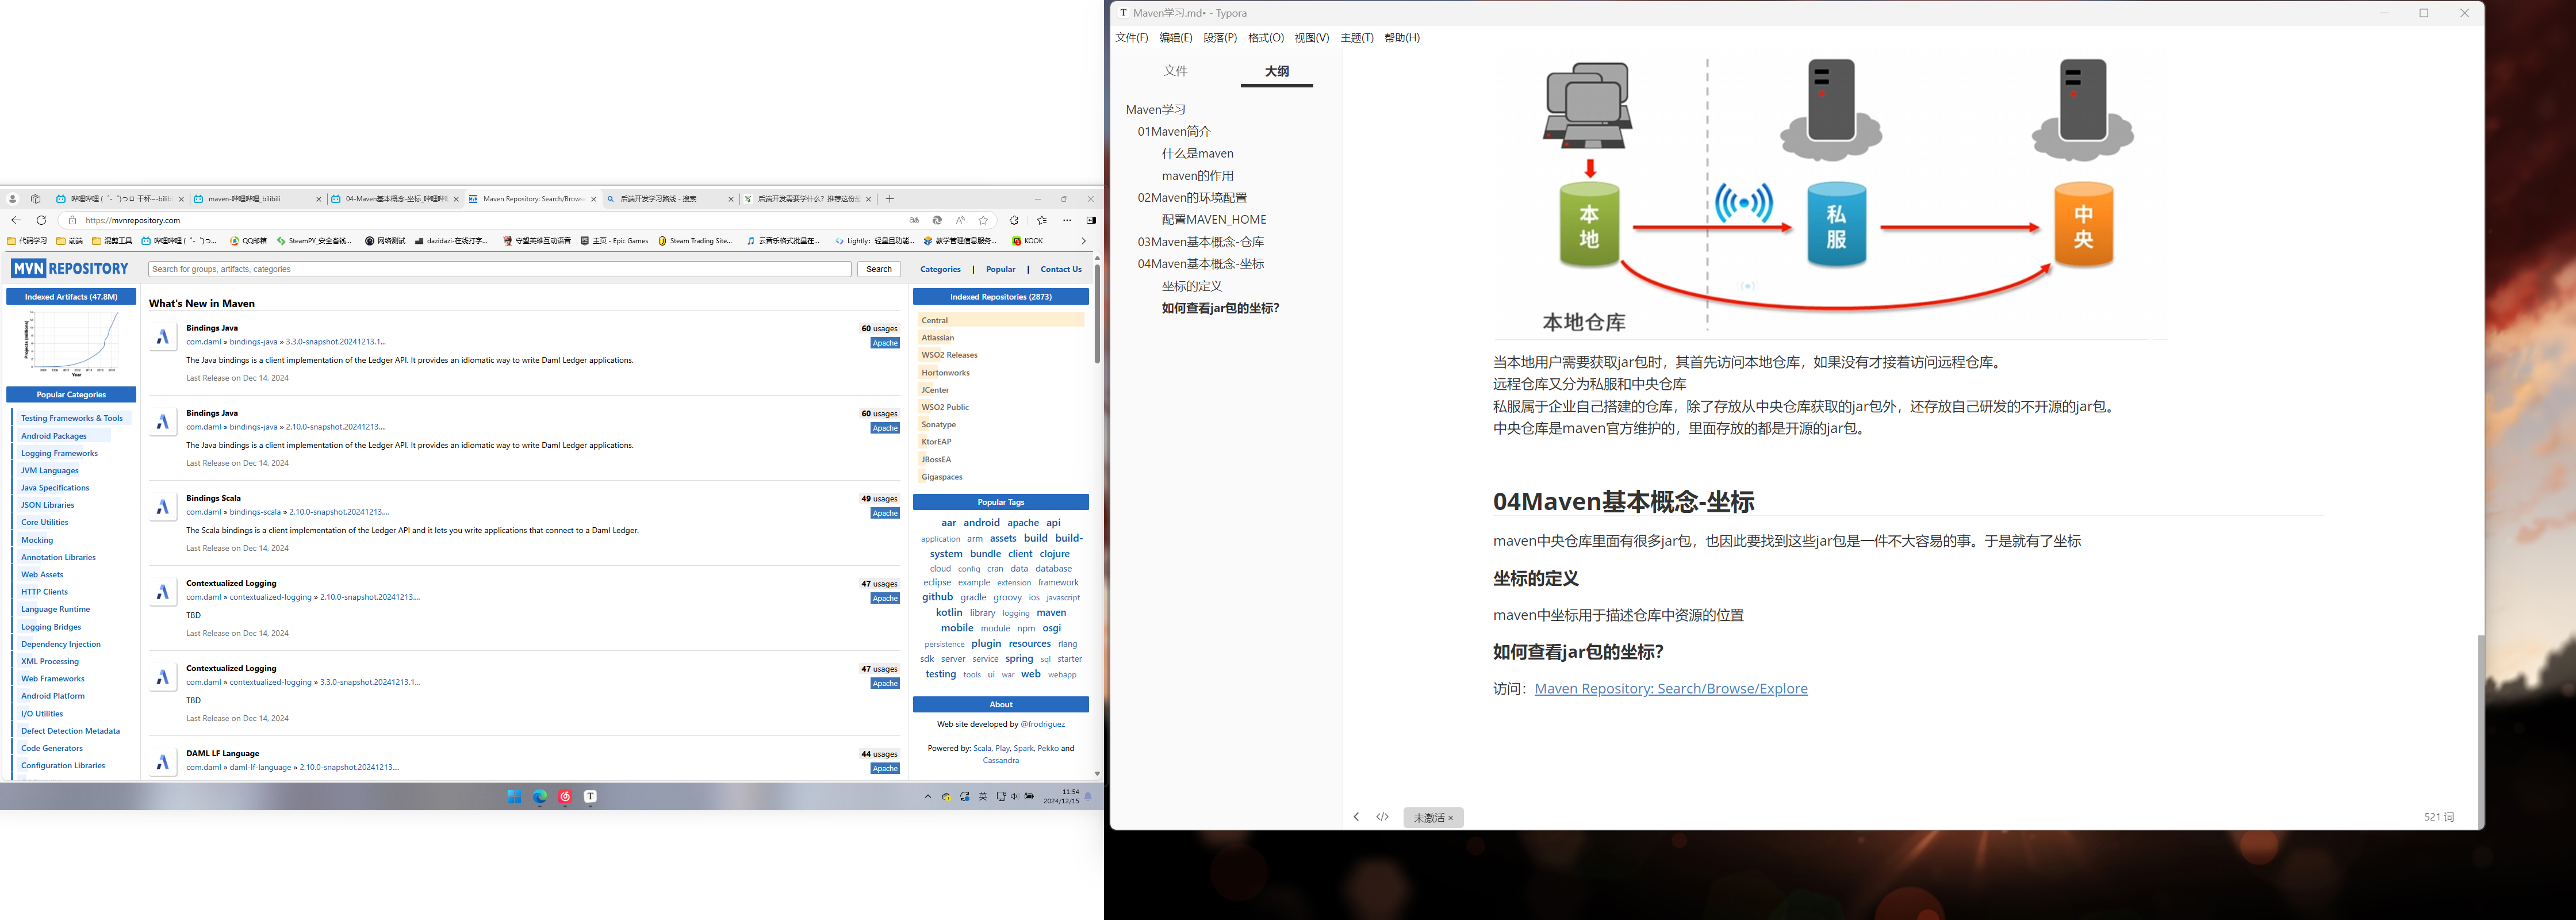 哔哩哔哩 (゜-゜)つロ 干杯~-bilibi
maven-哔哩哔哩_bilibili
04-Maven基本概念-坐标_哔哩哔哩
Maven Repository: Search/Browse
后端开发学习路线 - 搜索
后端开发需要学什么？推荐这份
https://mvnrepository.com
代码学习
前端
混剪工具
哔哩哔哩 (゜-゜)つ...
QQ邮箱
SteamPY_安全省钱...
网络测试
dazidazi-在线打字...
守望英雄互动语音
主页 - Epic Games
Steam Trading Site...
云音乐格式批量在...
Lightly：轻量且功能...
教学管理信息服务...
KOOK
MVN REPOSITORY
Search for groups, artifacts, categories
Search
Categories | Popular | Contact Us
Indexed Artifacts (47.8M)
Projects (millions)
Year
Popular Categories
Testing Frameworks & Tools
Android Packages
Logging Frameworks
JVM Languages
Java Specifications
JSON Libraries
Core Utilities
Mocking
Annotation Libraries
Web Assets
HTTP Clients
Language Runtime
Logging Bridges
Dependency Injection
XML Processing
Web Frameworks
Android Platform
I/O Utilities
Defect Detection Metadata
Code Generators
Configuration Libraries
What's New in Maven
Bindings Java
60 usages
com.daml » bindings-java » 3.3.0-snapshot.20241213.1...
Apache
The Java bindings is a client implementation of the Ledger API. It provides an idiomatic way to write Daml Ledger applications.
Last Release on Dec 14, 2024
Bindings Java
60 usages
com.daml » bindings-java » 2.10.0-snapshot.20241213....
Apache
The Java bindings is a client implementation of the Ledger API. It provides an idiomatic way to write Daml Ledger applications.
Last Release on Dec 14, 2024
Bindings Scala
49 usages
com.daml » bindings-scala » 2.10.0-snapshot.20241213....
Apache
The Scala bindings is a client implementation of the Ledger API and it lets you write applications that connect to a Daml Ledger.
Last Release on Dec 14, 2024
Contextualized Logging
47 usages
com.daml » contextualized-logging » 2.10.0-snapshot.20241213....
Apache
TBD
Last Release on Dec 14, 2024
Contextualized Logging
47 usages
com.daml » contextualized-logging » 3.3.0-snapshot.20241213.1...
Apache
TBD
Last Release on Dec 14, 2024
DAML LF Language
44 usages
com.daml » daml-lf-language » 2.10.0-snapshot.20241213....
Apache
Indexed Repositories (2873)
Central
Atlassian
WSO2 Releases
Hortonworks
JCenter
WSO2 Public
Sonatype
KtorEAP
JBossEA
Gigaspaces
Popular Tags
aar android apache api
application arm assets build build-
system bundle client clojure
cloud config cran data database
eclipse example extension framework
github gradle groovy ios javascript
kotlin library logging maven
mobile module npm osgi
persistence plugin resources rlang
sdk server service spring sql starter
testing tools ui war web webapp
About
Web site developed by @frodriguez
Powered by: Scala, Play, Spark, Pekko and
Cassandra
英
11:54
2024/12/15
Maven学习.md• - Typora
文件(F) 编辑(E) 段落(P) 格式(O) 视图(V) 主题(T) 帮助(H)
文件
大纲
Maven学习
01Maven简介
什么是maven
maven的作用
02Maven的环境配置
配置MAVEN_HOME
03Maven基本概念-仓库
04Maven基本概念-坐标
坐标的定义
如何查看jar包的坐标？
本地
私服
中央
本地仓库
当本地用户需要获取jar包时，其首先访问本地仓库，如果没有才接着访问远程仓库。
远程仓库又分为私服和中央仓库
私服属于企业自己搭建的仓库，除了存放从中央仓库获取的jar包外，还存放自己研发的不开源的jar包。
中央仓库是maven官方维护的，里面存放的都是开源的jar包。
04Maven基本概念-坐标
maven中央仓库里面有很多jar包，也因此要找到这些jar包是一件不大容易的事。于是就有了坐标
坐标的定义
maven中坐标用于描述仓库中资源的位置
如何查看jar包的坐标？
访问：Maven Repository: Search/Browse/Explore
未激活 ×
521 词